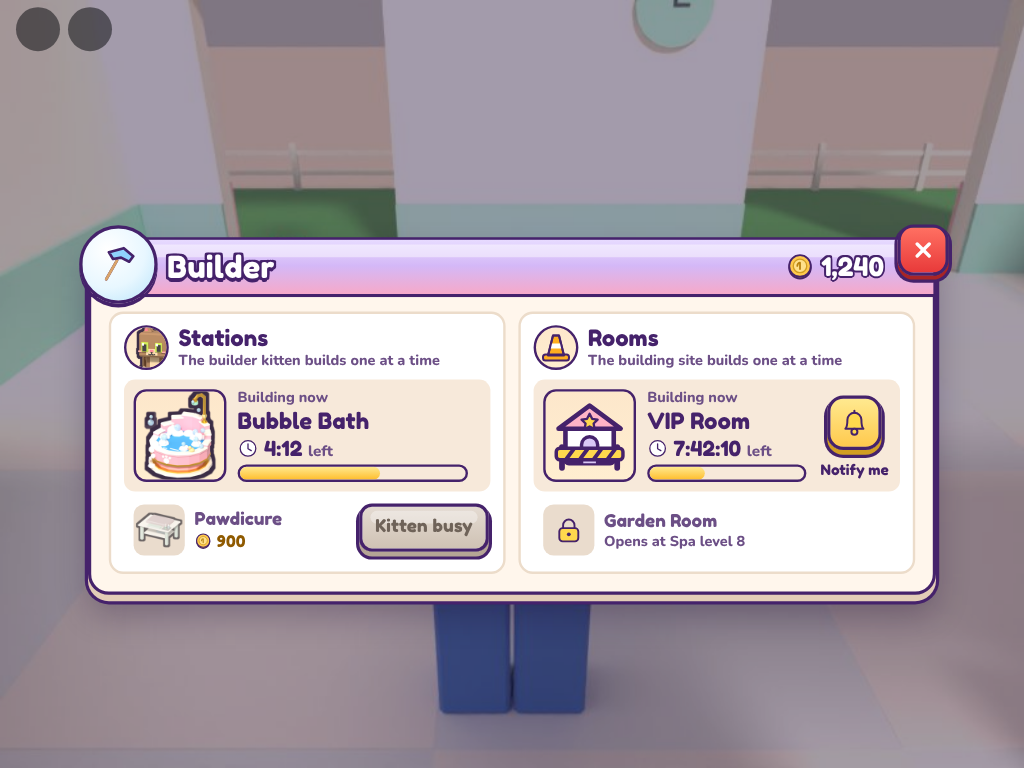 Builder
1,240
Stations
The builder kitten builds one at a time
Building now
Bubble Bath
4:12 left
Pawdicure
900
Kitten busy
Rooms
The building site builds one at a time
Building now
VIP Room
7:42:10 left
Notify me
Garden Room
Opens at Spa level 8